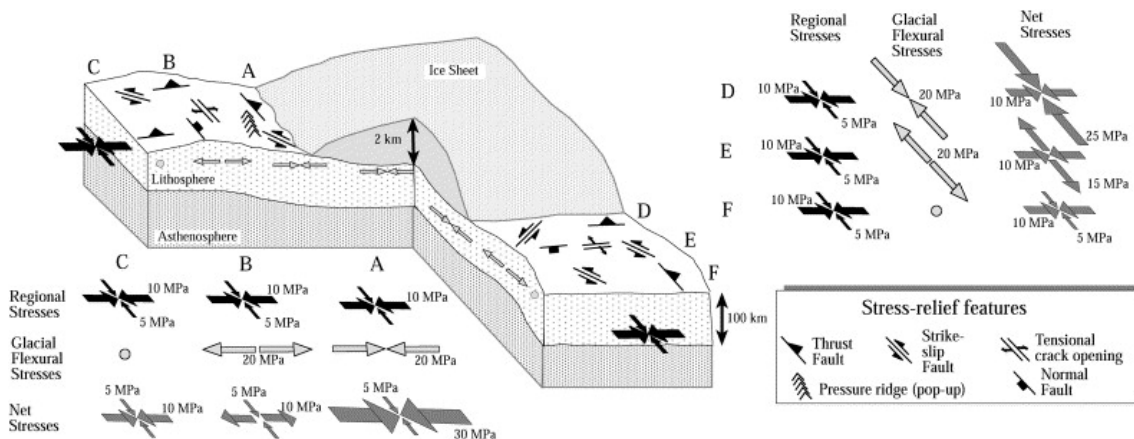 C
B
A
Ice Sheet
2 km
Lithosphere
Asthenosphere
D
E
F
100 km
C
B
A
Regional
Stresses
10 MPa
5 MPa
10 MPa
5 MPa
10 MPa
Glacial
Flexural
Stresses
20 MPa
20 MPa
Net
Stresses
5 MPa
10 MPa
5 MPa
10 MPa
5 MPa
30 MPa
Regional
Stresses
Glacial
Flexural
Stresses
Net
Stresses
D
10 MPa
5 MPa
20 MPa
10 MPa
25 MPa
E
10 MPa
5 MPa
20 MPa
10 MPa
15 MPa
F
10 MPa
5 MPa
10 MPa
5 MPa
Stress-relief features
Thrust
Fault
Strike-
slip
Fault
Tensional
crack opening
Pressure ridge (pop-up)
Normal
Fault